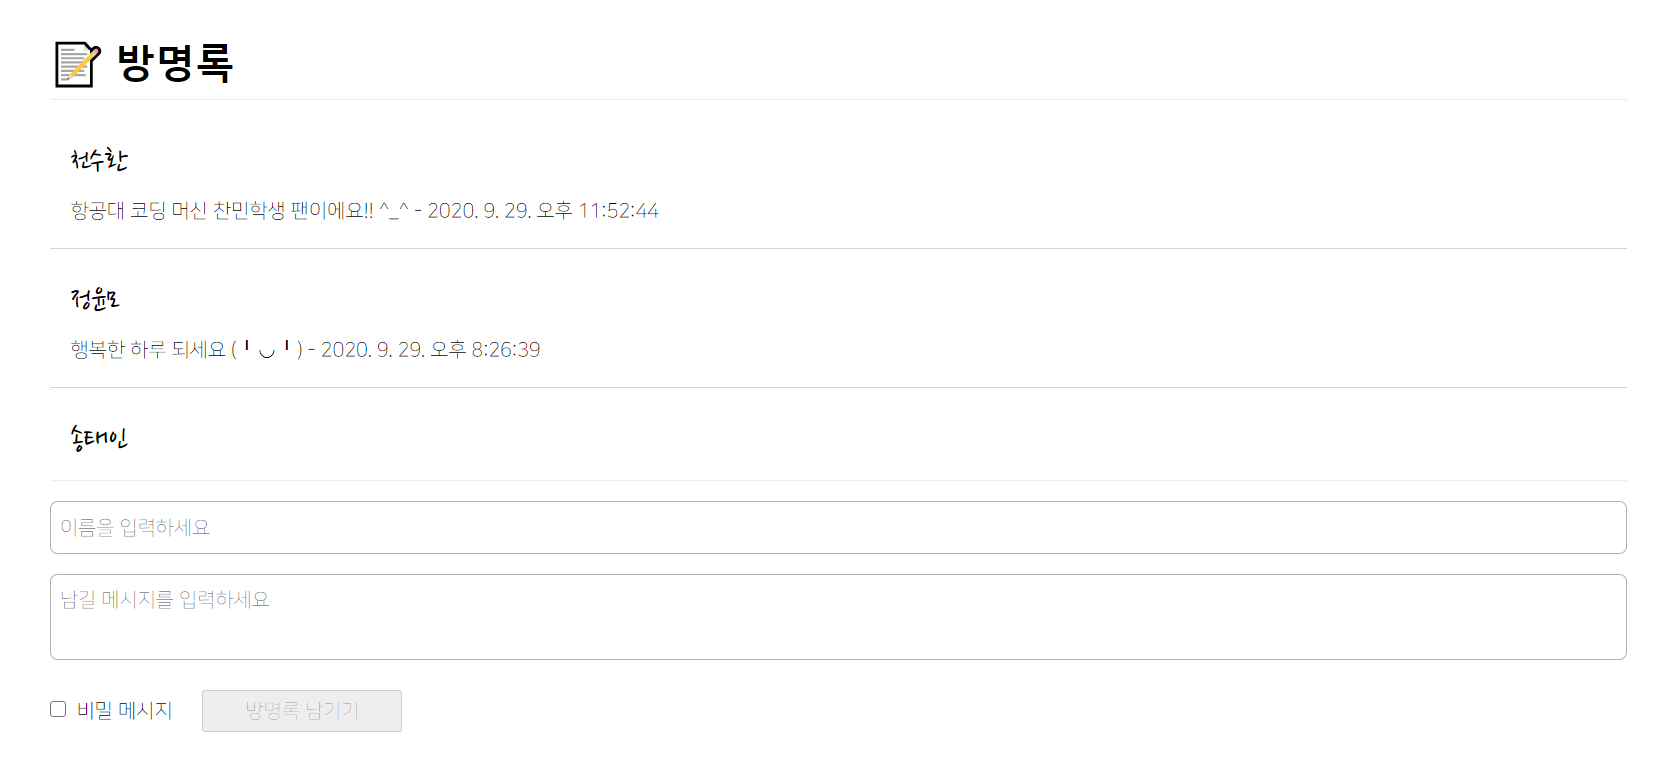 방명록
천수환
항공대 코딩 머신 찬민학생 팬이에요!! ^_^ - 2020. 9. 29. 오후 11:52:44
정윤모
행복한 하루 되세요 ( ╹ ◡ ╹ ) - 2020. 9. 29. 오후 8:26:39
송태인
이름을 입력하세요
남길 메시지를 입력하세요
비밀 메시지 방명록 남기기